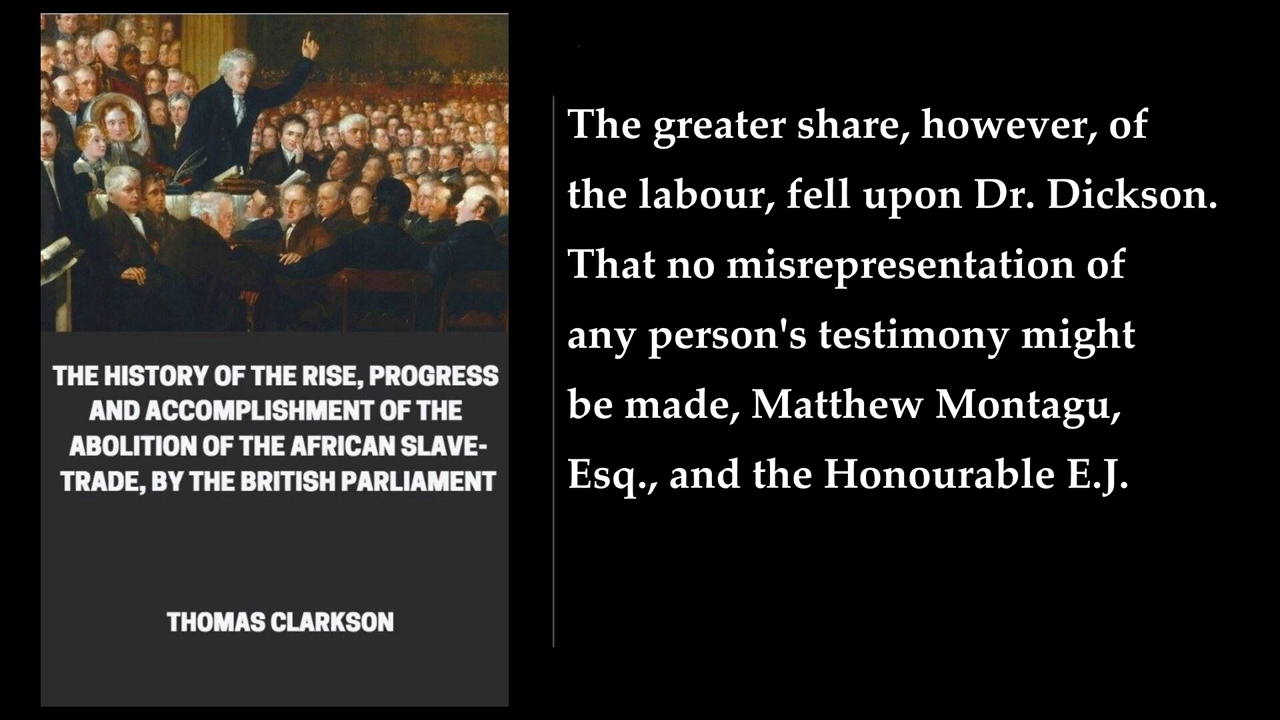 THE HISTORY OF THE RISE, PROGRESS
AND ACCOMPLISHMENT OF THE
ABOLITION OF THE AFRICAN SLAVE-
TRADE, BY THE BRITISH PARLIAMENT
THOMAS CLARKSON
The greater share, however, of
the labour, fell upon Dr. Dickson.
That no misrepresentation of
any person's testimony might
be made, Matthew Montagu,
Esq., and the Honourable E.J.